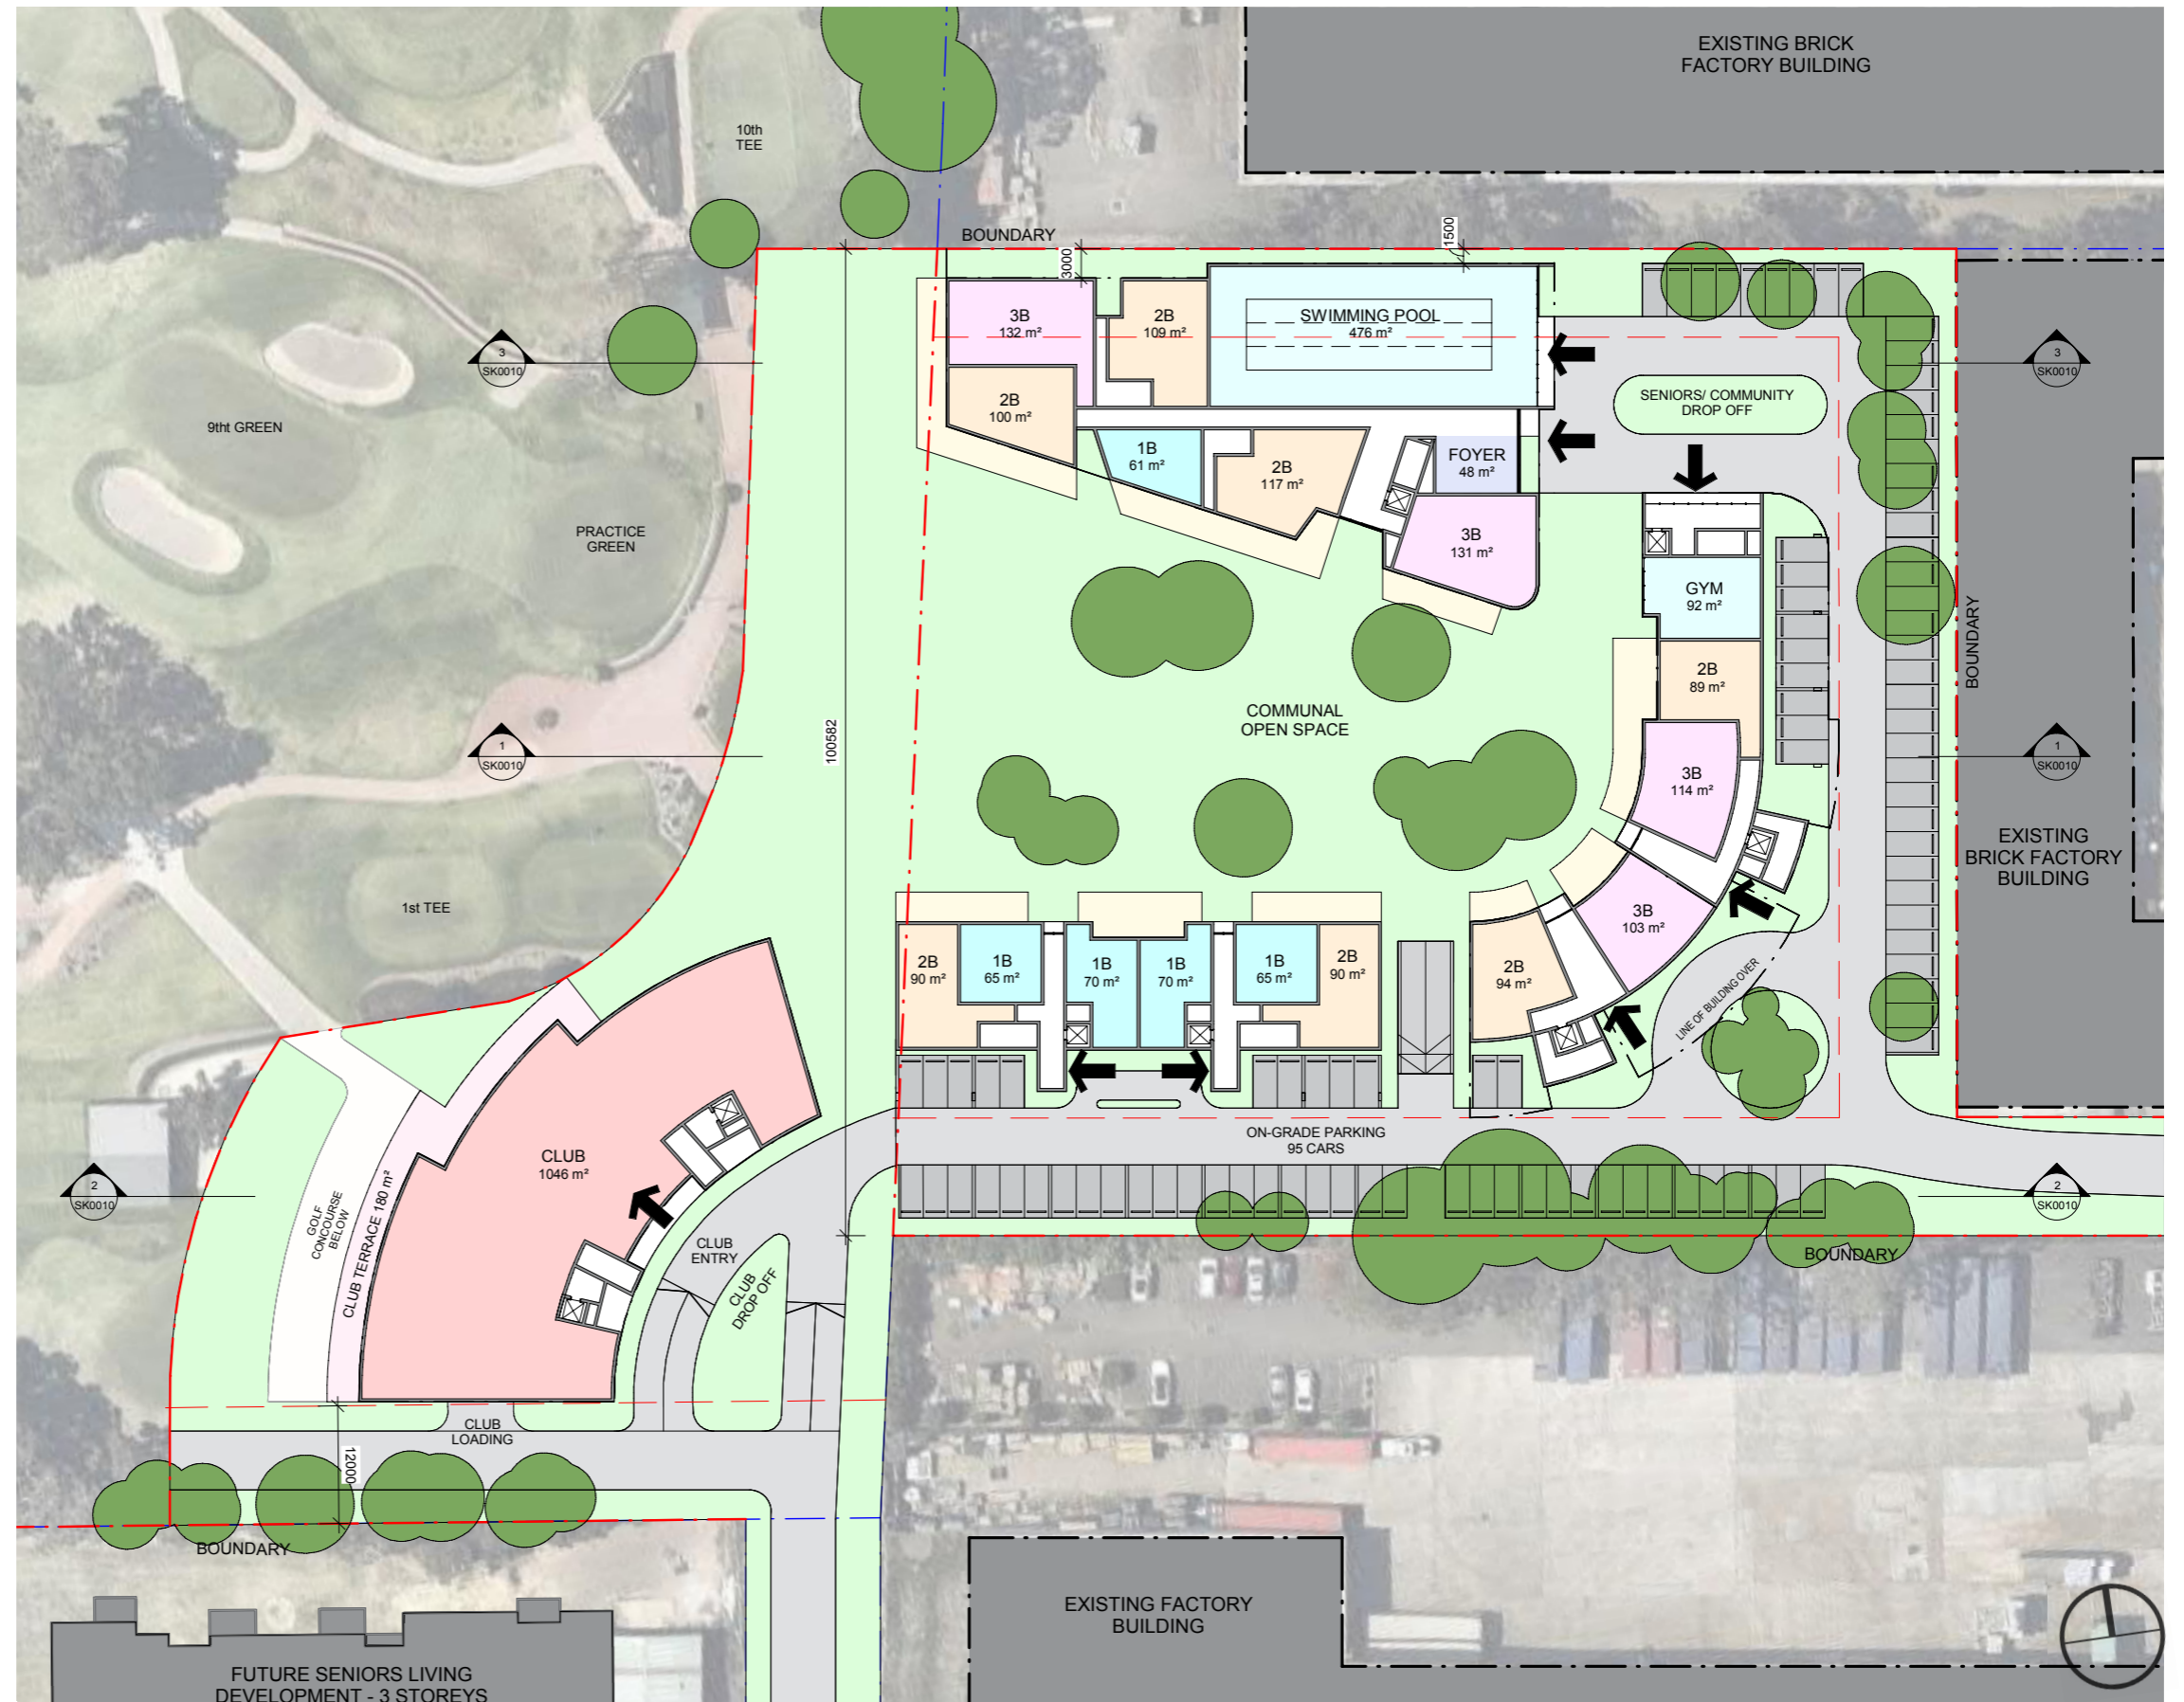 EXISTING BRICK
FACTORY BUILDING
10th
TEE
BOUNDARY
3000
1500
3B
132 m²
2B
109 m²
SWIMMING POOL
476 m²
3
SK0010
3
SK0010
2B
100 m²
SENIORS/ COMMUNITY
DROP OFF
9tht GREEN
1B
61 m²
2B
117 m²
FOYER
48 m²
PRACTICE
GREEN
3B
131 m²
GYM
92 m²
BOUNDARY
2B
89 m²
COMMUNAL
OPEN SPACE
100582
1
SK0010
1
SK0010
3B
114 m²
EXISTING
BRICK FACTORY
BUILDING
1st TEE
3B
103 m²
2B
90 m²
1B
65 m²
1B
70 m²
1B
70 m²
1B
65 m²
2B
90 m²
2B
94 m²
LINE OF BUILDING OVER
ON-GRADE PARKING
95 CARS
CLUB
1046 m²
2
SK0010
2
SK0010
GOLF
CONCOURSE
BELOW
CLUB TERRACE 180 m²
CLUB
ENTRY
CLUB
DROP OFF
BOUNDARY
CLUB
LOADING
12000
BOUNDARY
EXISTING FACTORY
BUILDING
FUTURE SENIORS LIVING
DEVELOPMENT - 3 STOREYS